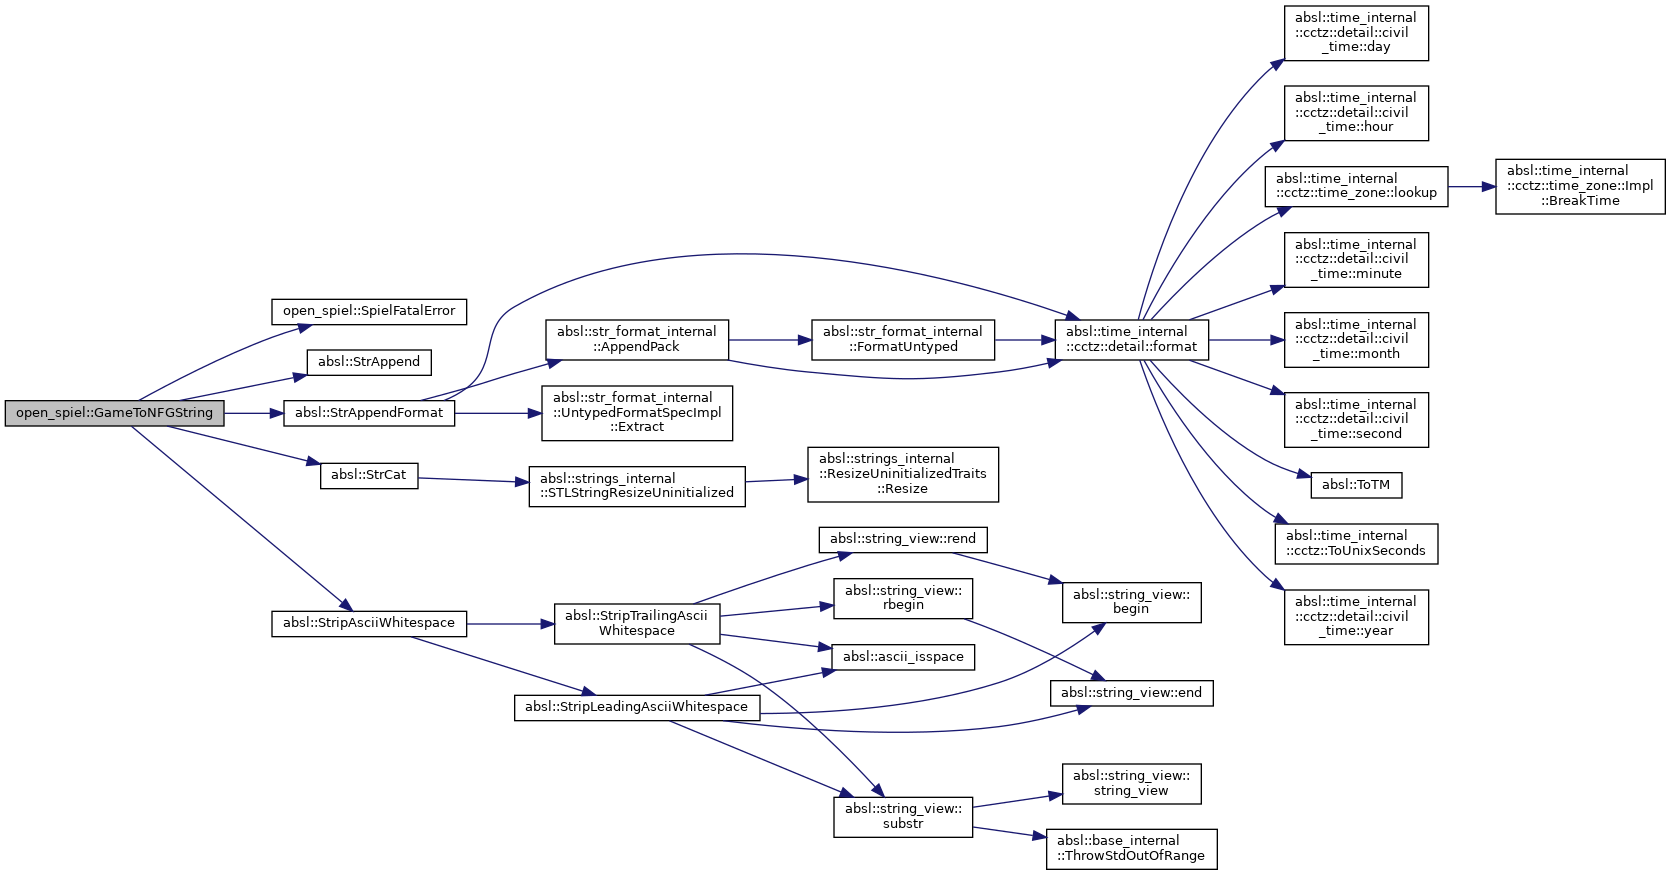 open_spiel::GameToNFGString
open_spiel::SpielFatalError
absl::StrAppend
absl::StrAppendFormat
absl::StrCat
absl::StripAsciiWhitespace
absl::str_format_internal
::AppendPack
absl::str_format_internal
::UntypedFormatSpecImpl
::Extract
absl::strings_internal
::STLStringResizeUninitialized
absl::StripTrailingAscii
Whitespace
absl::StripLeadingAsciiWhitespace
absl::str_format_internal
::FormatUntyped
absl::strings_internal
::ResizeUninitializedTraits
::Resize
absl::string_view::rend
absl::string_view::
rbegin
absl::ascii_isspace
absl::string_view::
substr
absl::time_internal
::cctz::detail::format
absl::string_view::
begin
absl::string_view::end
absl::string_view::
string_view
absl::base_internal
::ThrowStdOutOfRange
absl::time_internal
::cctz::detail::civil
_time::day
absl::time_internal
::cctz::detail::civil
_time::hour
absl::time_internal
::cctz::time_zone::lookup
absl::time_internal
::cctz::detail::civil
_time::minute
absl::time_internal
::cctz::detail::civil
_time::month
absl::time_internal
::cctz::detail::civil
_time::second
absl::ToTM
absl::time_internal
::cctz::ToUnixSeconds
absl::time_internal
::cctz::detail::civil
_time::year
absl::time_internal
::cctz::time_zone::Impl
::BreakTime